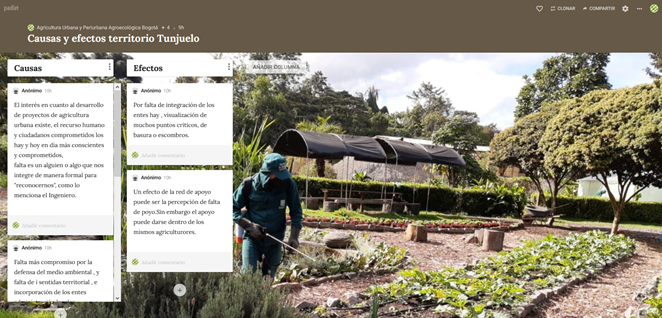 padlet
CLONAR
COMPARTIR
Agricultura Urbana y Periurbana Agroecológica Bogotá • 4 • 9h
Causas y efectos territorio Tunjuelo
Causas
Anónimo 10h
El interés en cuanto al desarrollo
de proyectos de agricultura
urbana existe, el recurso humano
y ciudadanos comprometidos los
hay y hoy en dia más conscientes
y comprometidos,
falta es un alguien o algo que nos
integre de manera formal para
"reconocernos", como lo
menciona el Ingeniero.
Añadir comentario
Anónimo 10h
Falta más compromiso por la
defensa del medio ambiental , y
falta de i sentidas territorial , e
incorporación de los entes
Efectos
Anónimo 10h
Por falta de integración de los
entes hay , visualización de
muchos puntos críticos, de
basura o escombros.
Añadir comentario
Anónimo 10h
Un efecto de la red de apoyo
puede ser la percepción de falta
de poyo.Sin embargo el apoyo
puede darse dentro de los
mismos agriculturores.
Añadir comentario
AÑADIR COLUMNA